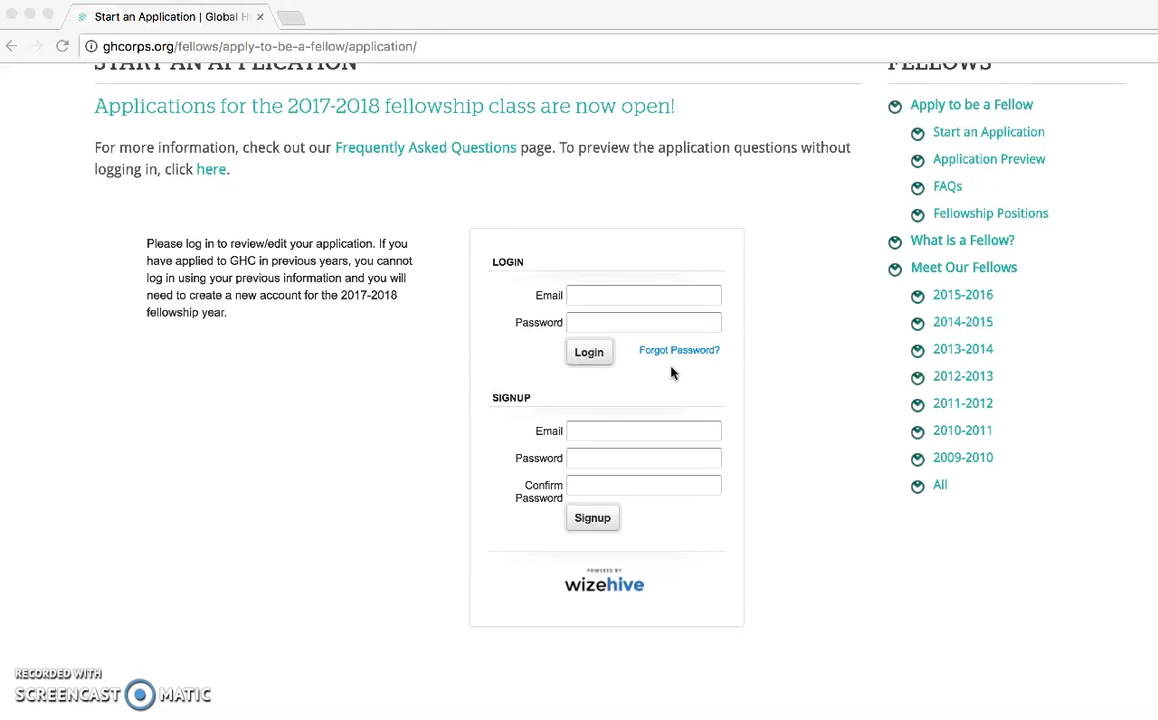 Start an Application | Global H
ghcorps.org/fellows/apply-to-be-a-fellow/application/
START AN APPLICATION
Applications for the 2017-2018 fellowship class are now open!
For more information, check out our Frequently Asked Questions page. To preview the application questions without
logging in, click here.
Please log in to review/edit your application. If you
have applied to GHC in previous years, you cannot
log in using your previous information and you will
need to create a new account for the 2017-2018
fellowship year.
LOGIN
Email
Password
Login
Forgot Password?
SIGNUP
Email
Password
Confirm
Password
Signup
POWERED BY
wizehive
FELLOWS
Apply to be a Fellow
Start an Application
Application Preview
FAQs
Fellowship Positions
What is a Fellow?
Meet Our Fellows
2015-2016
2014-2015
2013-2014
2012-2013
2011-2012
2010-2011
2009-2010
All
RECORDED WITH
SCREENCAST MATIC